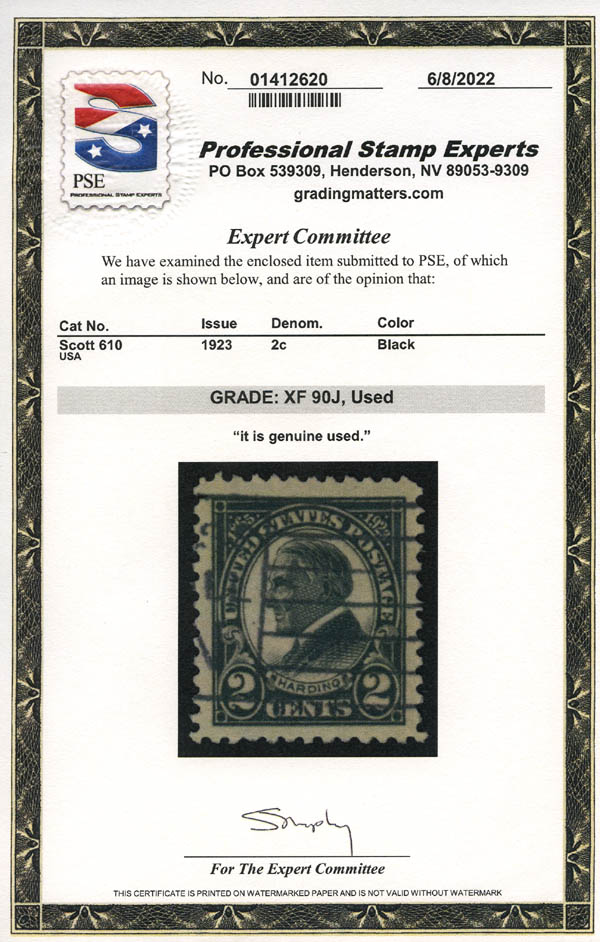 No. 01412620 6/8/2022
PSE
PROFESSIONAL STAMP EXPERTS
Professional Stamp Experts
PO Box 539309, Henderson, NV 89053-9309
gradingmatters.com
Expert Committee
We have examined the enclosed item submitted to PSE, of which
an image is shown below, and are of the opinion that:
Cat No. Issue Denom. Color
Scott 610 1923 2c Black
USA
GRADE: XF 90J, Used
“it is genuine used.”
1865 1923
UNITED STATES POSTAGE
HARDING
2 CENTS 2
For The Expert Committee
THIS CERTIFICATE IS PRINTED ON WATERMARKED PAPER AND IS NOT VALID WITHOUT WATERMARK